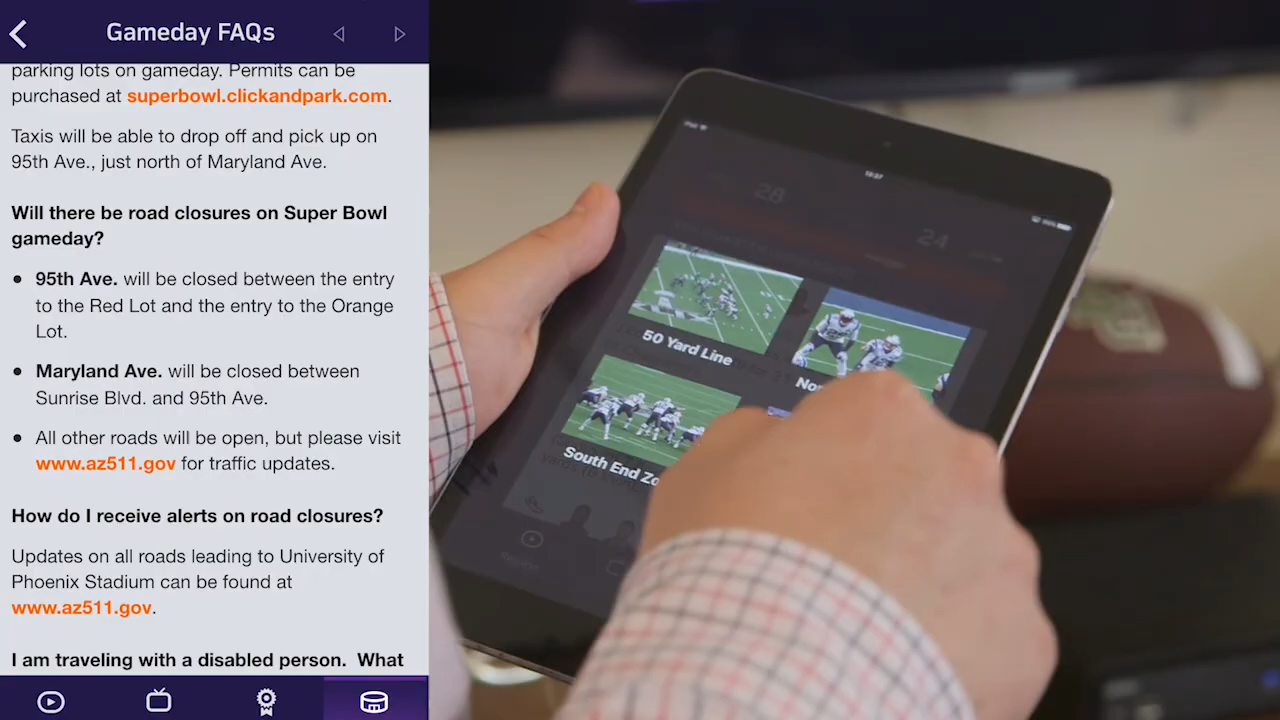 Gameday FAQs
parking lots on gameday. Permits can be
purchased at superbowl.clickandpark.com.
Taxis will be able to drop off and pick up on
95th Ave., just north of Maryland Ave.
Will there be road closures on Super Bowl
gameday?
• 95th Ave. will be closed between the entry
to the Red Lot and the entry to the Orange
Lot.
• Maryland Ave. will be closed between
Sunrise Blvd. and 95th Ave.
• All other roads will be open, but please visit
www.az511.gov for traffic updates.
How do I receive alerts on road closures?
Updates on all roads leading to University of
Phoenix Stadium can be found at
www.az511.gov.
I am traveling with a disabled person. What
28
24
50 Yard Line
South End Zo